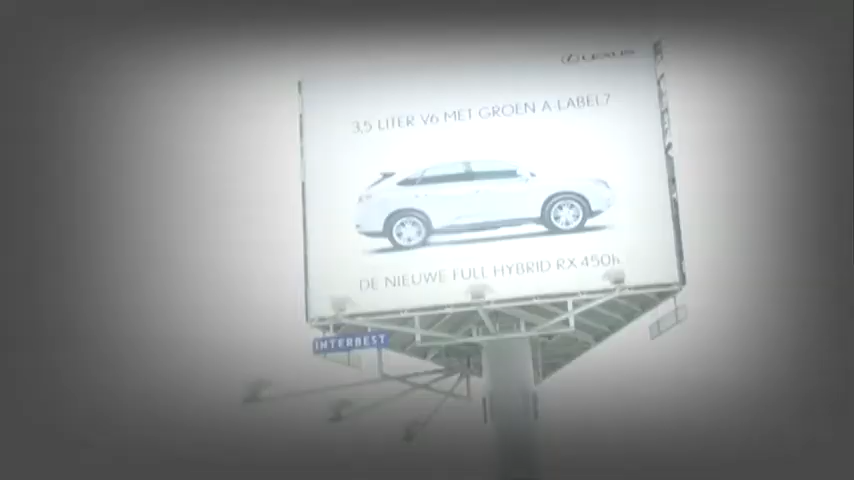 LEXUS
3,5 LITER V6 MET GROEN A LABEL?
DE NIEUWE FULL HYBRID RX 450h
INTERBEST